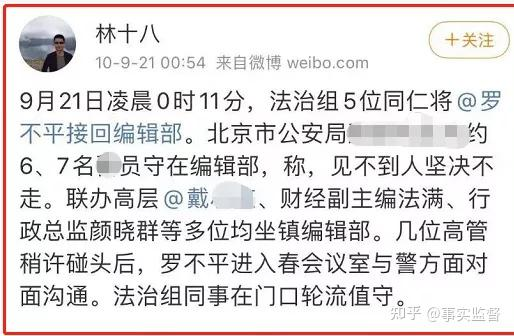 林十八
10-9-21 00:54 来自微博 weibo.com
＋关注
9月21日凌晨0时11分，法治组5位同仁将@罗
不平接回编辑部。北京市公安局 约
6、7名 员守在编辑部，称，见不到人坚决不
走。联办高层@戴 、财经副主编法满、行
政总监颜晓群等多位均坐镇编辑部。几位高管
稍许碰头后，罗不平进入春会议室与警方面对
面沟通。法治组同事在门口轮流值守。
知乎 @事实监督